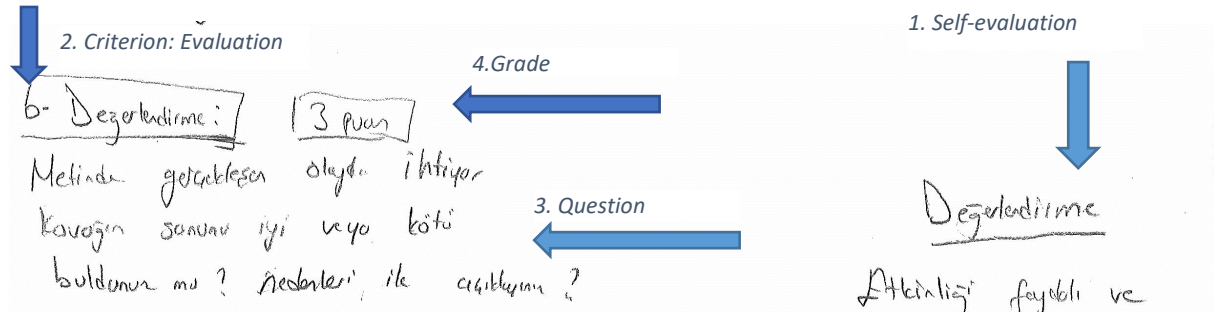 2. Criterion: Evaluation
4.Grade
6- Değerlendirme: 3 puan
Metinde gerçekleşen olayda ihtiyar
kavağın sonunu iyi veya kötü
buldunuz mu? Nedenleri ile açıklayınız?
3. Question
1. Self-evaluation
Değerlendirme
Etkinliği faydalı ve